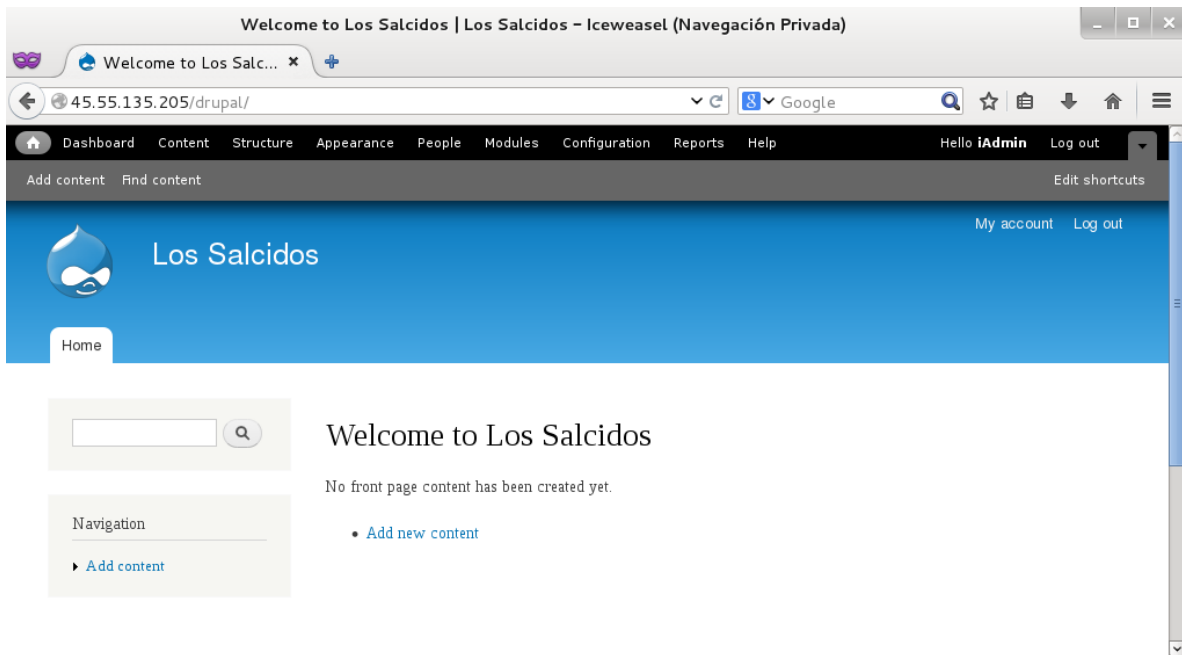 Welcome to Los Salcidos | Los Salcidos – Iceweasel (Navegación Privada)
Welcome to Los Salc...
45.55.135.205/drupal/
Google
Dashboard Content Structure Appearance People Modules Configuration Reports Help Hello iAdmin Log out
Add content Find content Edit shortcuts
My account Log out
Los Salcidos
Home
Welcome to Los Salcidos
No front page content has been created yet.
Navigation
• Add new content
Add content